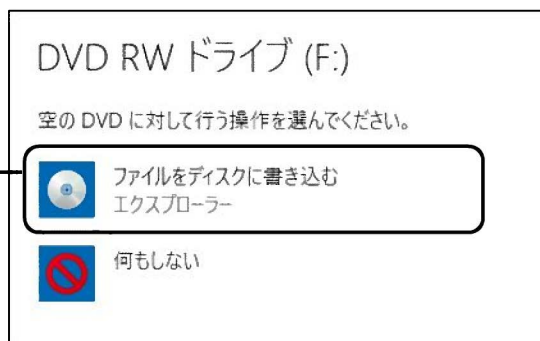 DVD RW ドライブ (F:)
空の DVD に対して行う操作を選んでください。
ファイルをディスクに書き込む
エクスプローラー
何もしない